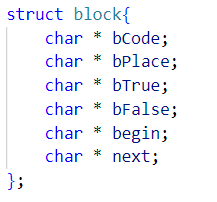 struct block{
    char * bCode;
    char * bPlace;
    char * bTrue;
    char * bFalse;
    char * begin;
    char * next;
};